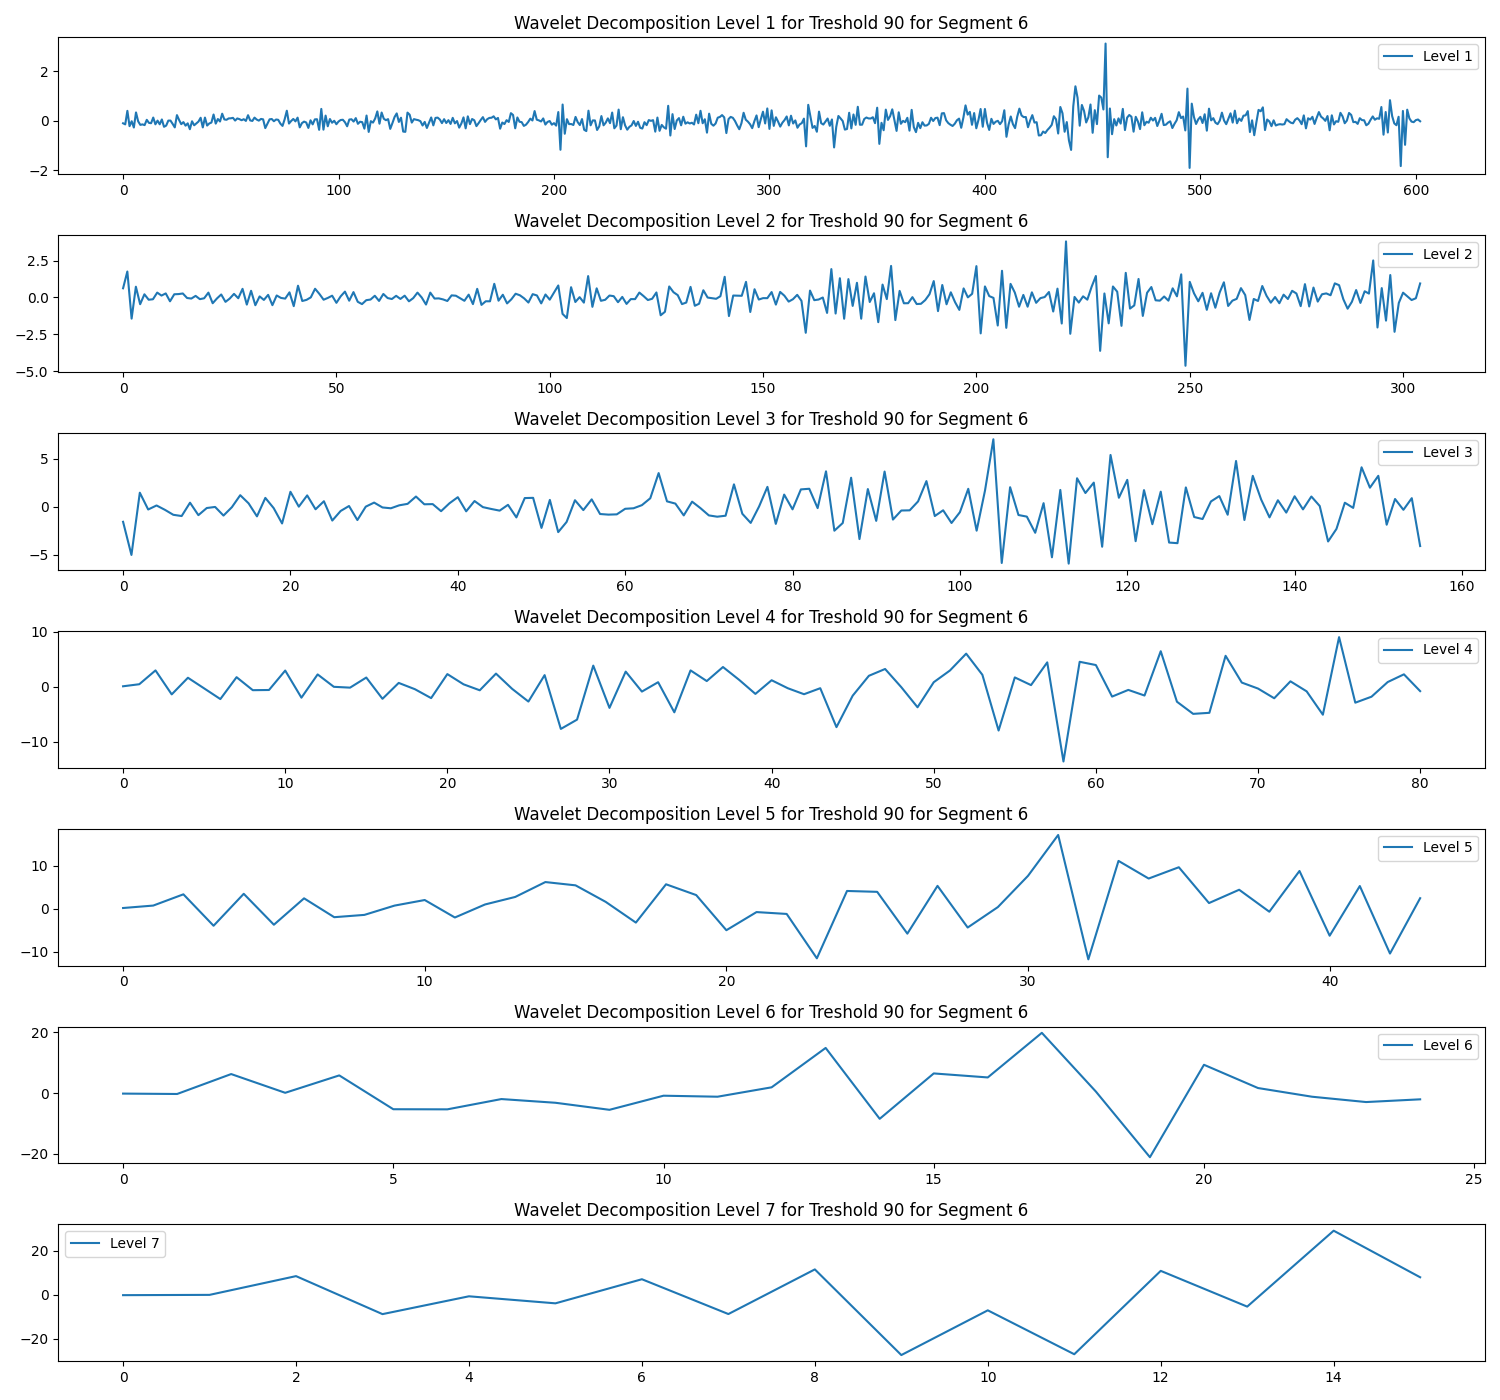 Wavelet Decomposition Level 1 for Treshold 90 for Segment 6
Level 1
2
0
−2
0 100 200 300 400 500 600
Wavelet Decomposition Level 2 for Treshold 90 for Segment 6
Level 2
2.5
0.0
−2.5
−5.0
0 50 100 150 200 250 300
Wavelet Decomposition Level 3 for Treshold 90 for Segment 6
Level 3
5
0
−5
0 20 40 60 80 100 120 140 160
Wavelet Decomposition Level 4 for Treshold 90 for Segment 6
Level 4
10
0
−10
0 10 20 30 40 50 60 70 80
Wavelet Decomposition Level 5 for Treshold 90 for Segment 6
Level 5
10
0
−10
0 10 20 30 40
Wavelet Decomposition Level 6 for Treshold 90 for Segment 6
Level 6
20
0
−20
0 5 10 15 20 25
Wavelet Decomposition Level 7 for Treshold 90 for Segment 6
Level 7
20
0
−20
0 2 4 6 8 10 12 14